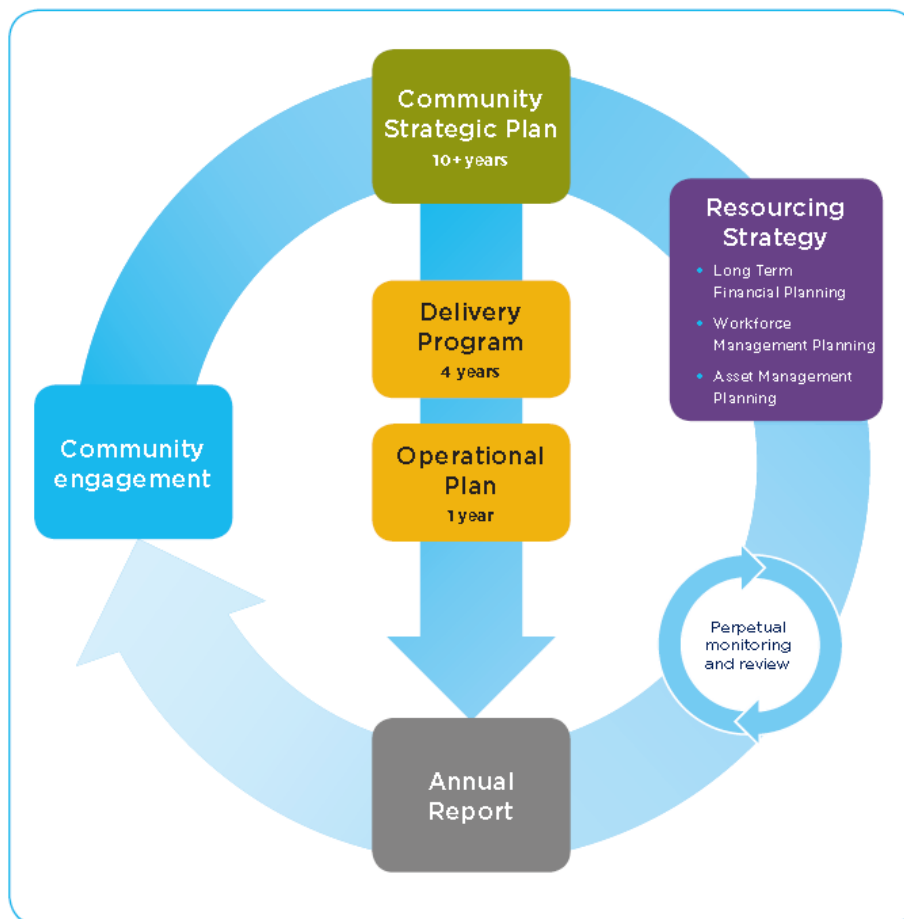 Community
Strategic Plan
10+ years
Resourcing
Strategy
• Long Term
Financial Planning
• Workforce
Management Planning
• Asset Management
Planning
Delivery
Program
4 years
Community
engagement
Operational
Plan
1 year
Perpetual
monitoring
and review
Annual
Report